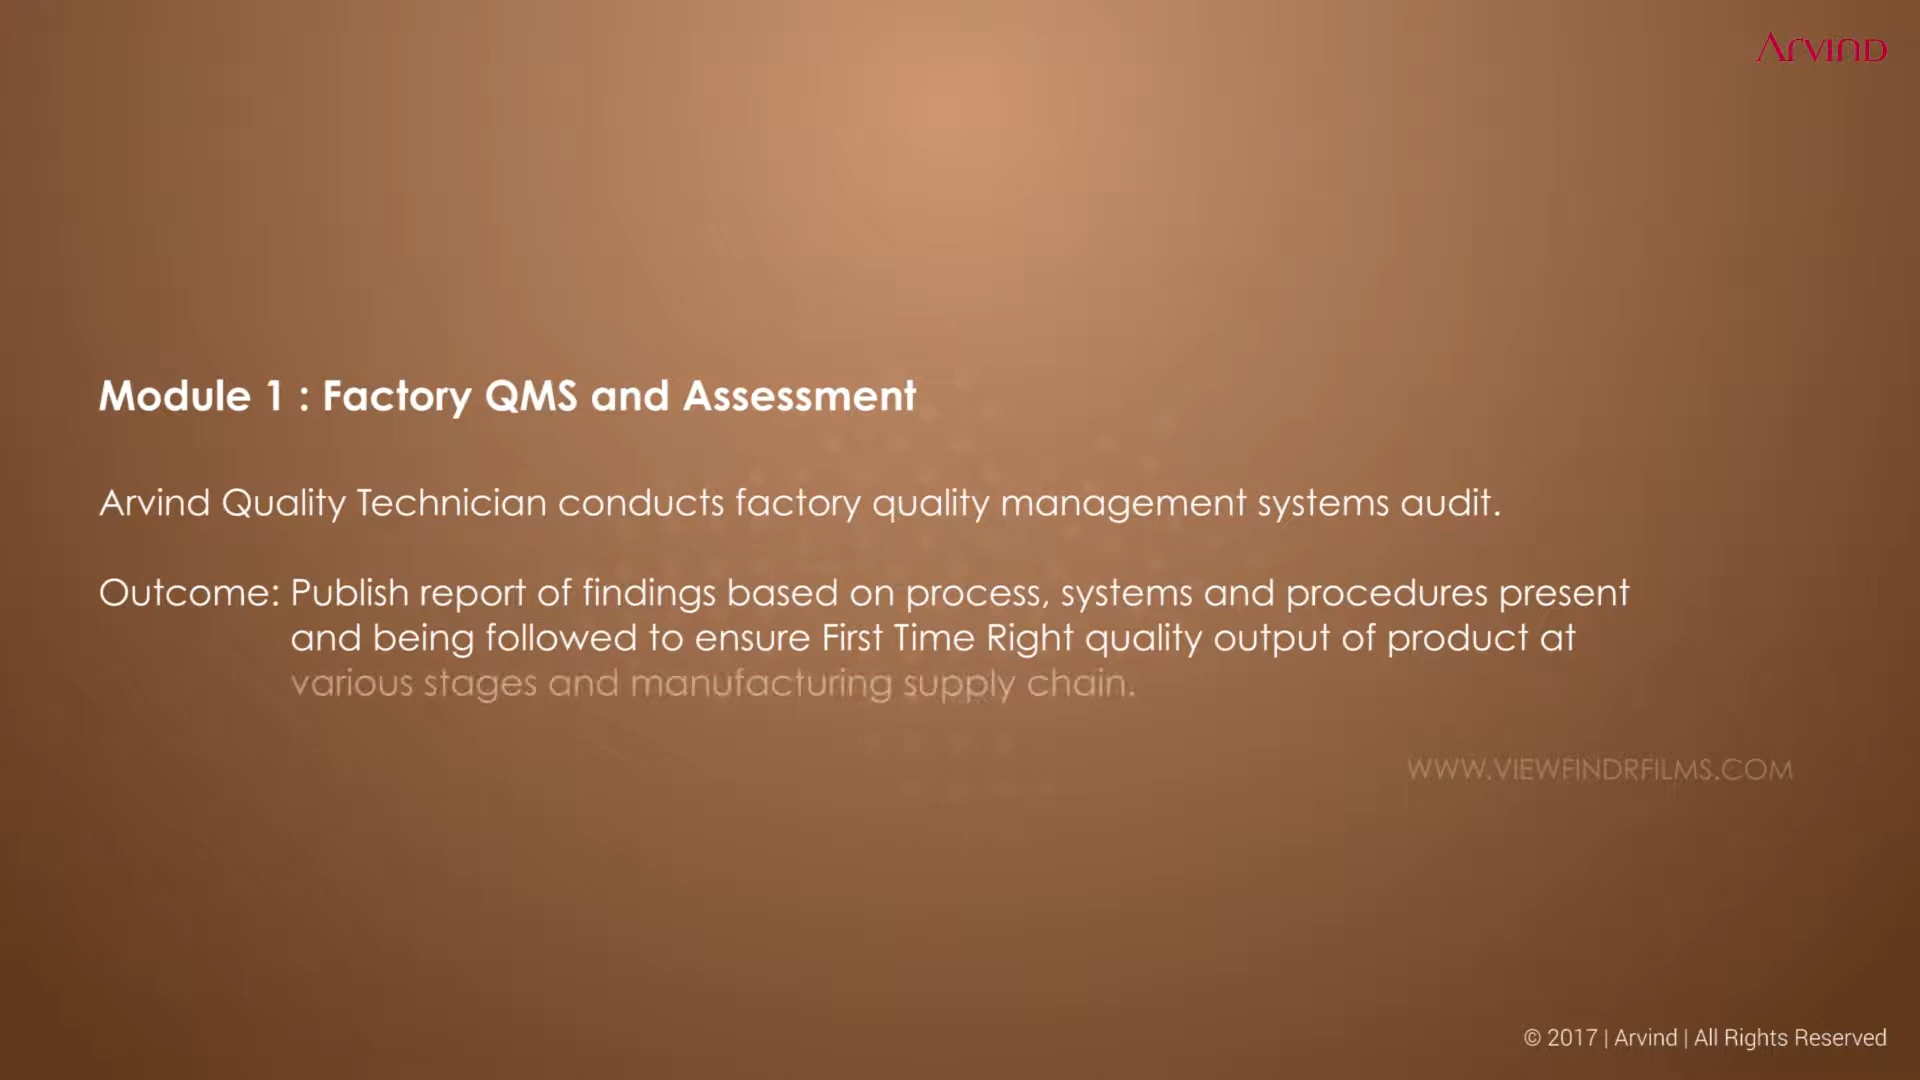 ARVIND
Module 1 : Factory QMS and Assessment
Arvind Quality Technician conducts factory quality management systems audit.
Outcome: Publish report of findings based on process, systems and procedures present
and being followed to ensure First Time Right quality output of product at
various stages and manufacturing supply chain.
WWW.VIEWFINDRFILMS.COM
© 2017 | Arvind | All Rights Reserved